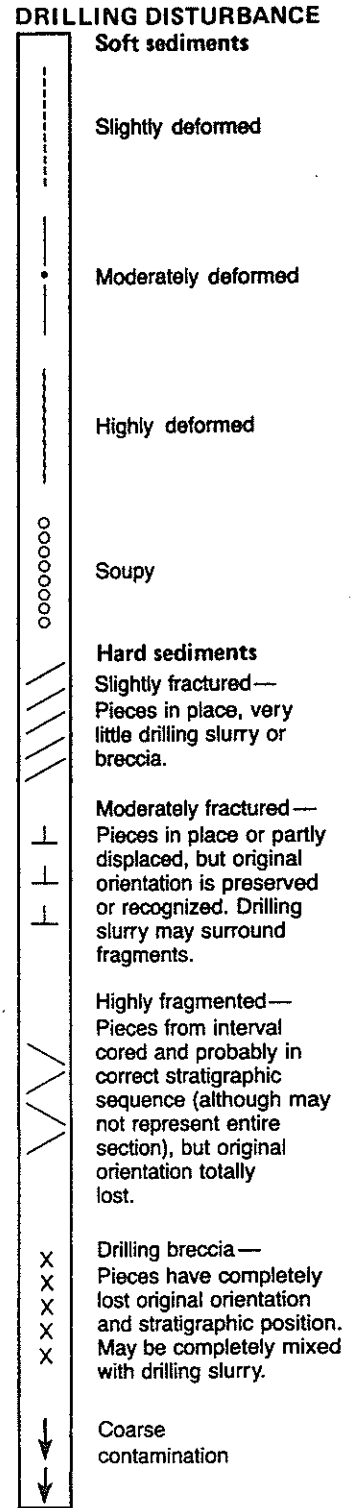 DRILLING DISTURBANCE
Soft sediments
Slightly deformed
Moderately deformed
Highly deformed
Soupy
Hard sediments
Slightly fractured—
Pieces in place, very
little drilling slurry or
breccia.
Moderately fractured—
Pieces in place or partly
displaced, but original
orientation is preserved
or recognized. Drilling
slurry may surround
fragments.
Highly fragmented—
Pieces from interval
cored and probably in
correct stratigraphic
sequence (although may
not represent entire
section), but original
orientation totally
lost.
Drilling breccia—
Pieces have completely
lost original orientation
and stratigraphic position.
May be completely mixed
with drilling slurry.
Coarse
contamination